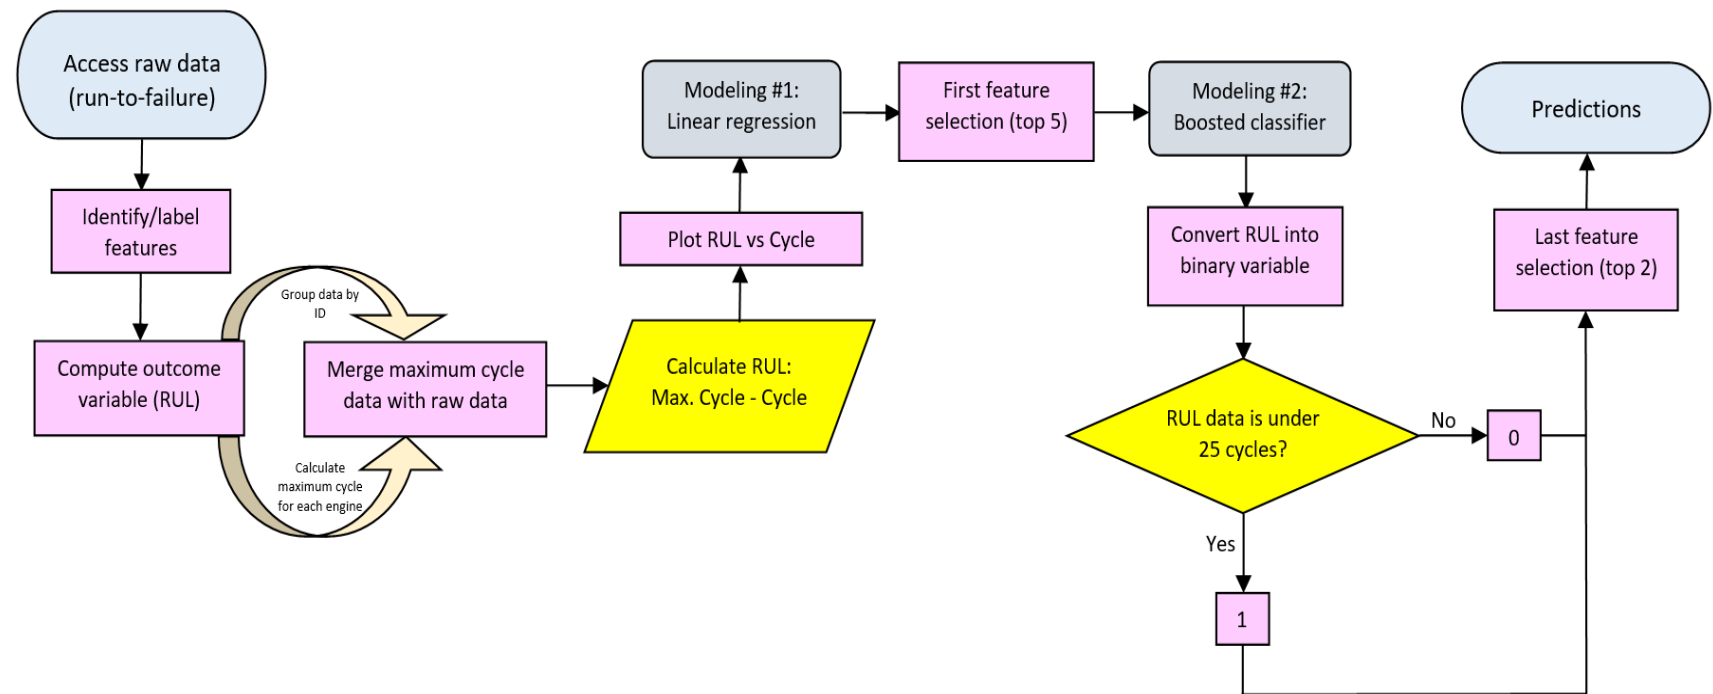 Access raw data
(run-to-failure)
Identify/label
features
Compute outcome
variable (RUL)
Group data by
ID
Calculate
maximum cycle
for each engine
Merge maximum cycle
data with raw data
Calculate RUL:
Max. Cycle - Cycle
Plot RUL vs Cycle
Modeling #1:
Linear regression
First feature
selection (top 5)
Modeling #2:
Boosted classifier
Convert RUL into
binary variable
RUL data is under
25 cycles?
No
0
Yes
1
Last feature
selection (top 2)
Predictions